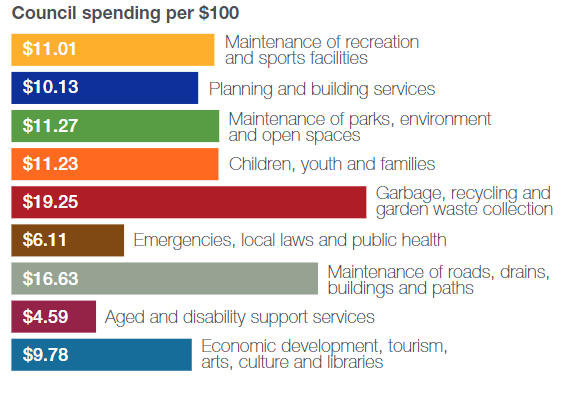 Council spending per $100
$11.01
Maintenance of recreation
and sports facilities
$10.13
Planning and building services
$11.27
Maintenance of parks, environment
and open spaces
$11.23
Children, youth and families
$19.25
Garbage, recycling and
garden waste collection
$6.11
Emergencies, local laws and public health
$16.63
Maintenance of roads, drains,
buildings and paths
$4.59
Aged and disability support services
$9.78
Economic development, tourism,
arts, culture and libraries